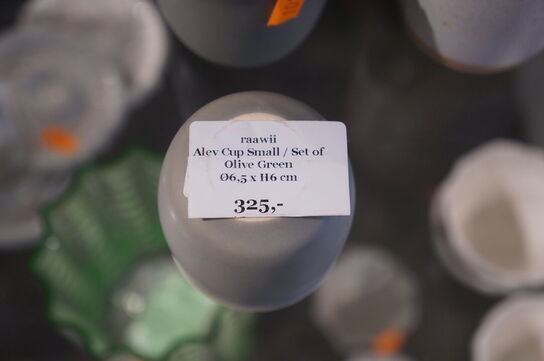 raawii
Alev Cup Small / Set of
Olive Green
Ø6,5 x H6 cm
325,-